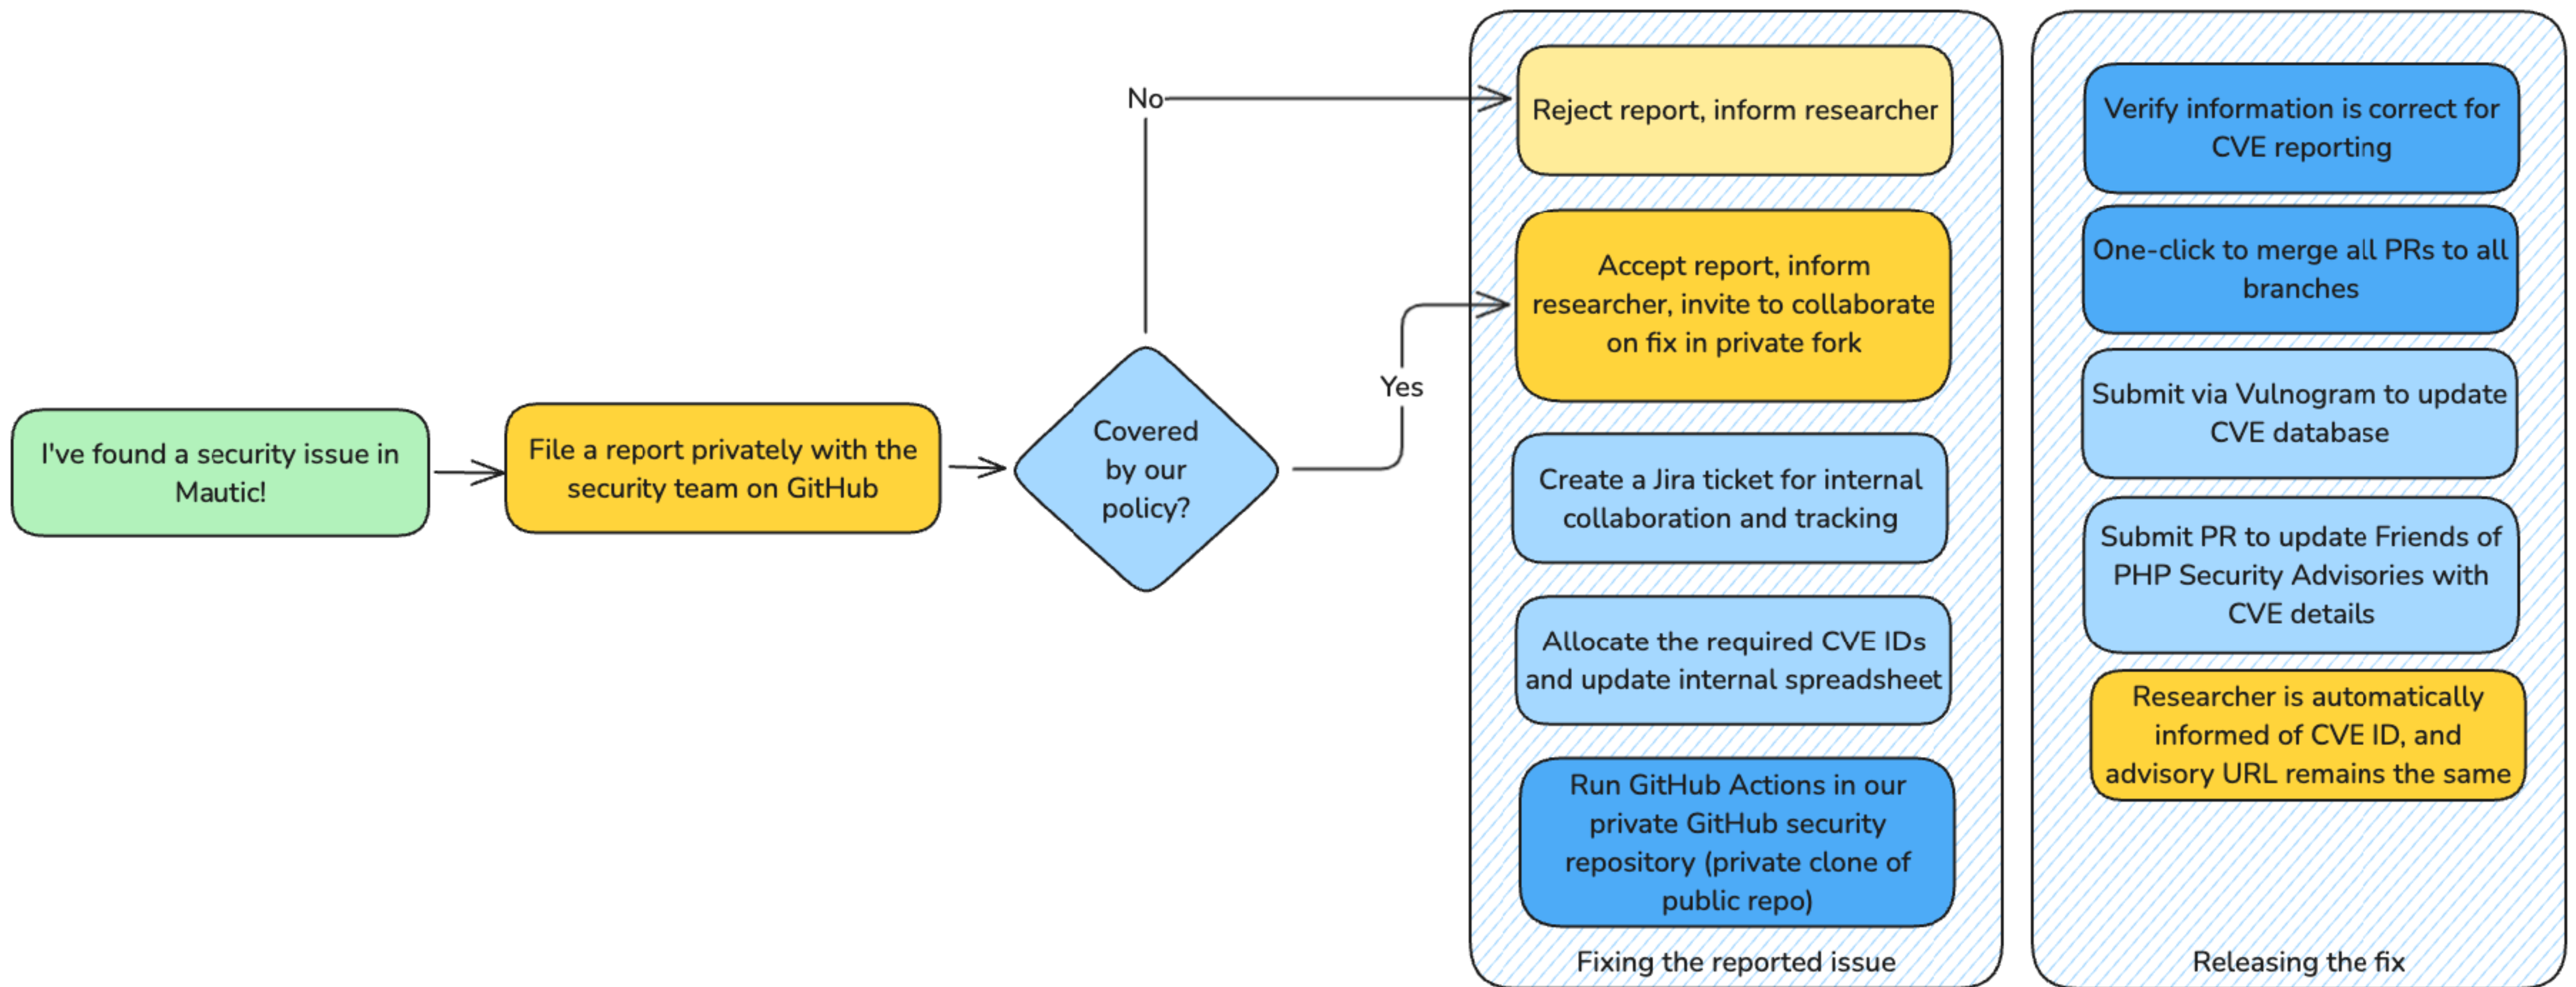 I've found a security issue in
Mautic!
File a report privately with the
security team on GitHub
Covered
by our
policy?
No
Yes
Reject report, inform researcher
Accept report, inform
researcher, invite to collaborate
on fix in private fork
Create a Jira ticket for internal
collaboration and tracking
Allocate the required CVE IDs
and update internal spreadsheet
Run GitHub Actions in our
private GitHub security
repository (private clone of
public repo)
Fixing the reported issue
Verify information is correct for
CVE reporting
One-click to merge all PRs to all
branches
Submit via Vulnogram to update
CVE database
Submit PR to update Friends of
PHP Security Advisories with
CVE details
Researcher is automatically
informed of CVE ID, and
advisory URL remains the same
Releasing the fix